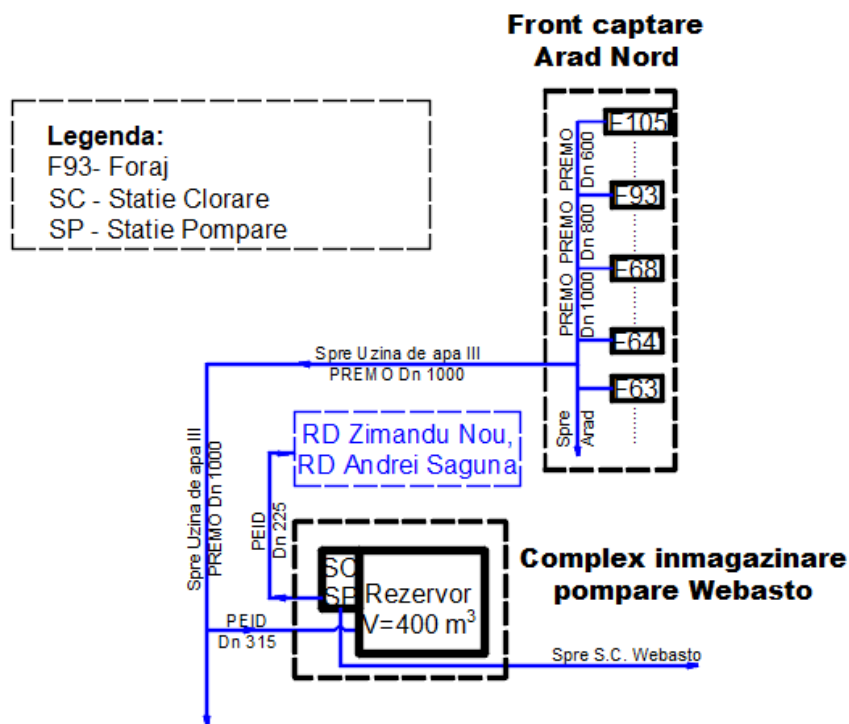 Front captare
Arad Nord
Legenda:
F93- Foraj
SC - Statie Clorare
SP - Statie Pompare
F105
PREMO
Dn 600
F93
PREMO
Dn 800
F68
PREMO
Dn 1000
F64
F63
Spre
Arad
Spre Uzina de apa III
PREMO Dn 1000
Spre Uzina de apa III
PREMO Dn 1000
RD Zimandu Nou,
RD Andrei Saguna
PEID
Dn 225
SC
SP
Rezervor
V=400 m³
Complex inmagazinare
pompare Webasto
PEID
Dn 315
Spre S.C. Webasto